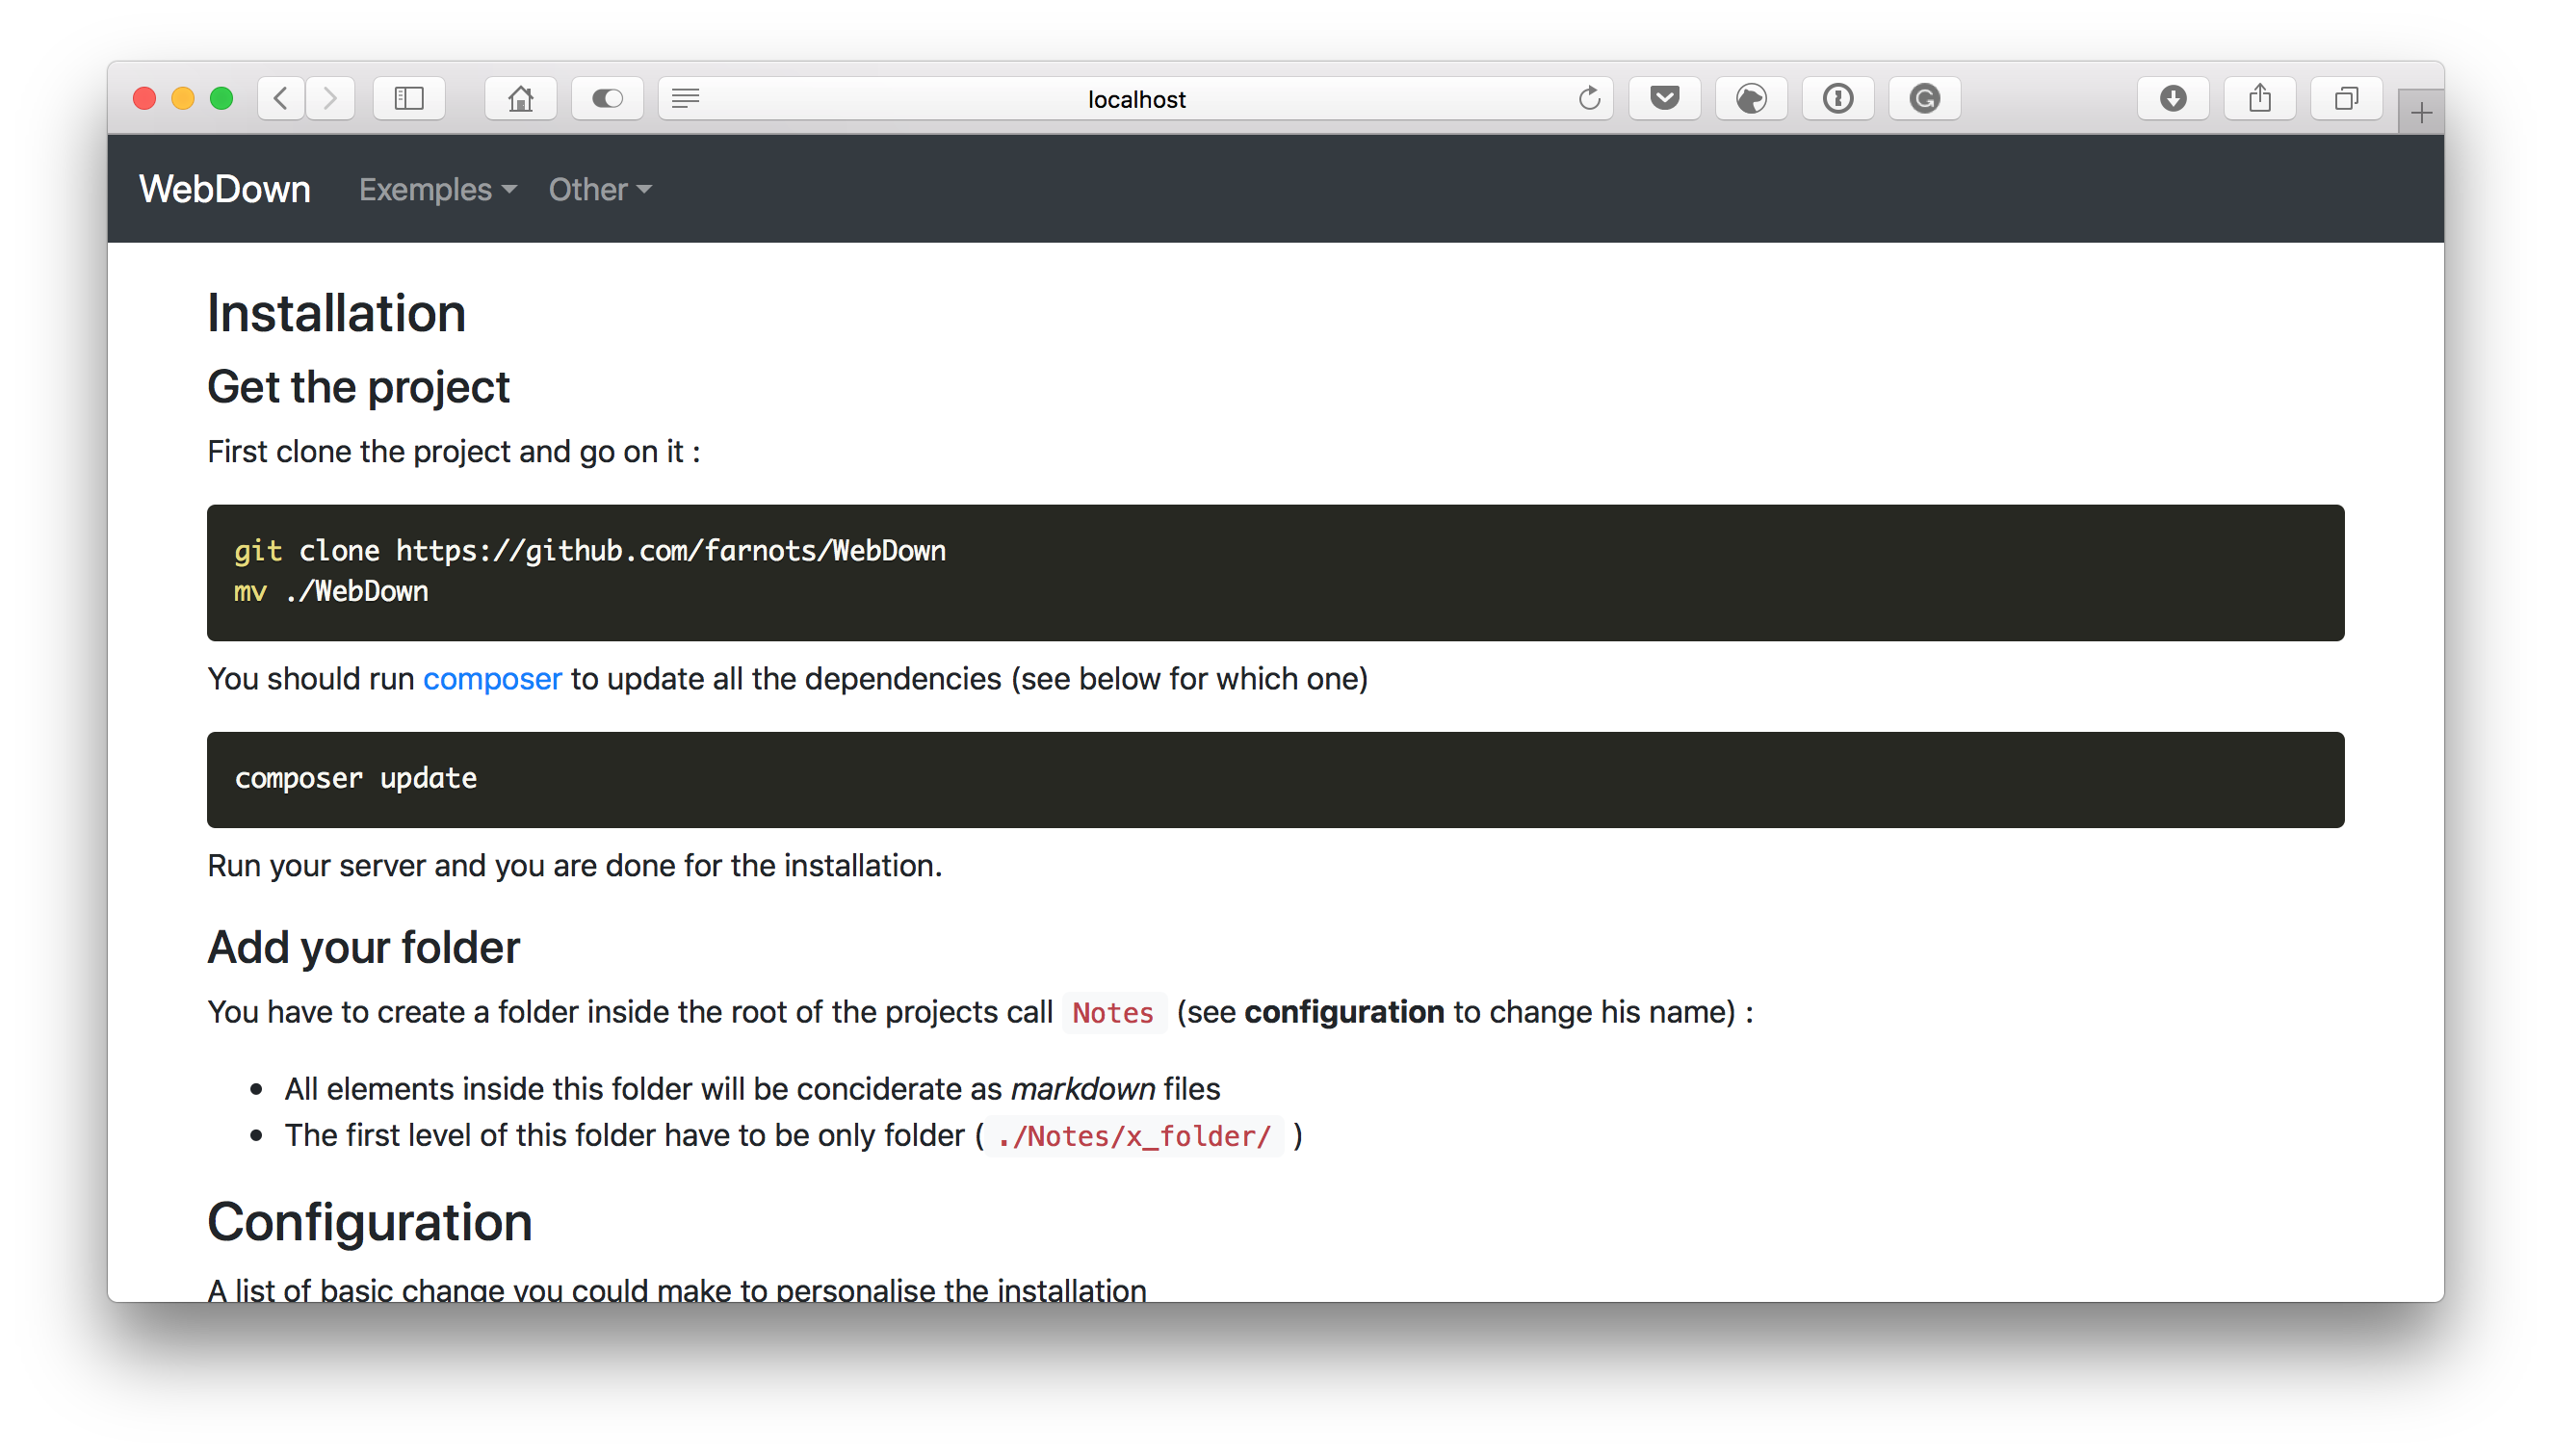 localhost
WebDown Exemples Other
Installation
Get the project
First clone the project and go on it :
git clone https://github.com/farnots/WebDown
mv ./WebDown
You should run composer to update all the dependencies (see below for which one)
composer update
Run your server and you are done for the installation.
Add your folder
You have to create a folder inside the root of the projects call Notes (see configuration to change his name) :
All elements inside this folder will be conciderate as markdown files
The first level of this folder have to be only folder ( ./Notes/x_folder/ )
Configuration
A list of basic change you could make to personalise the installation